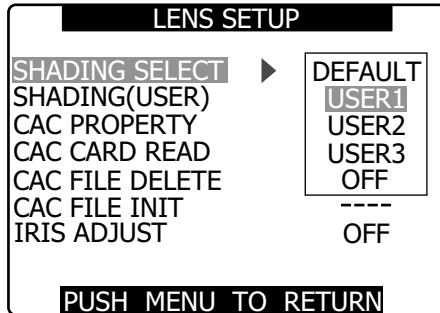 LENS SETUP
SHADING SELECT DEFAULT
SHADING(USER) USER1
CAC PROPERTY USER2
CAC CARD READ USER3
CAC FILE DELETE OFF
CAC FILE INIT ----
IRIS ADJUST OFF
PUSH MENU TO RETURN